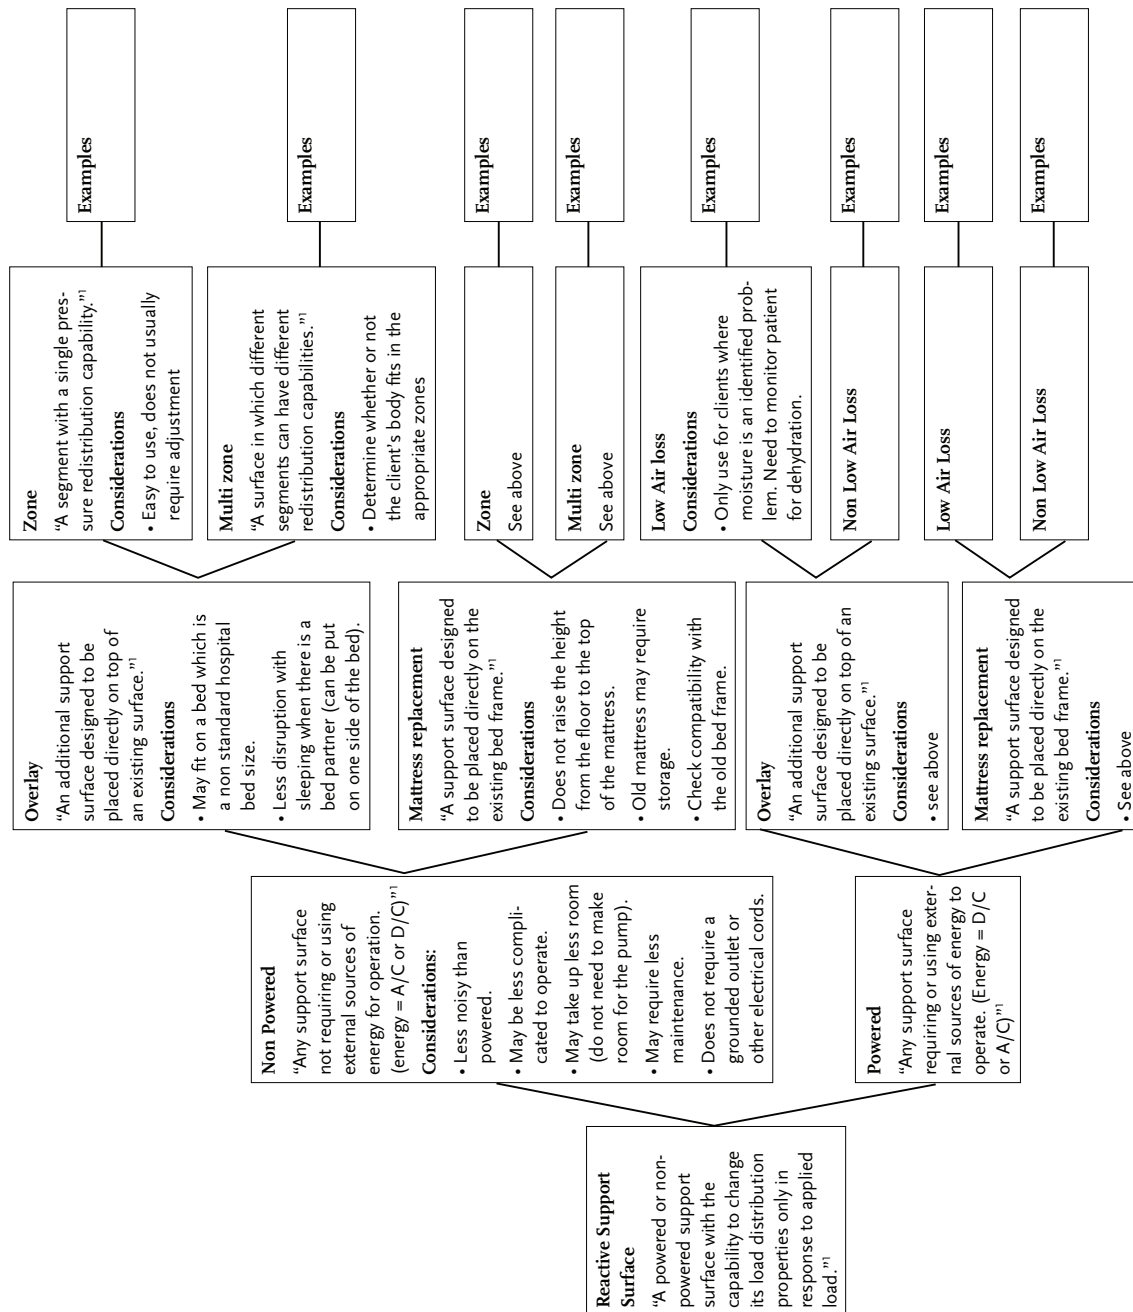 Reactive Support
Surface
“A powered or non-
powered support
surface with the
capability to change
its load distribution
properties only in
response to applied
load.”1
Non Powered
“Any support surface
not requiring or using
external sources of
energy for operation.
(energy = A/C or D/C)”1
Considerations:
• Less noisy than
powered.
• May be less compli-
cated to operate.
• May take up less room
(do not need to make
room for the pump).
• May require less
maintenance.
• Does not require a
grounded outlet or
other electrical cords.
Powered
“Any support surface
requiring or using exter-
nal sources of energy to
operate. (Energy = D/C
or A/C)”1
Overlay
“An additional support
surface designed to be
placed directly on top of
an existing surface.”1
Considerations
• May fit on a bed which is
a non standard hospital
bed size.
• Less disruption with
sleeping when there is a
bed partner (can be put
on one side of the bed).
Mattress replacement
“A support surface designed
to be placed directly on the
existing bed frame.”1
Considerations
• Does not raise the height
from the floor to the top
of the mattress.
• Old mattress may require
storage.
• Check compatibility with
the old bed frame.
Overlay
“An additional support
surface designed to be
placed directly on top of an
existing surface.”1
Considerations
• see above
Mattress replacement
“A support surface designed
to be placed directly on the
existing bed frame.”1
Considerations
• See above
Zone
“A segment with a single pres-
sure redistribution capability.”1
Considerations
• Easy to use, does not usually
require adjustment
Multi zone
“A surface in which different
segments can have different
redistribution capabilities.”1
Considerations
• Determine whether or not
the client’s body fits in the
appropriate zones
Zone
See above
Multi zone
See above
Low Air loss
Considerations
• Only use for clients where
moisture is an identified prob-
lem. Need to monitor patient
for dehydration.
Non Low Air Loss
Low Air Loss
Non Low Air Loss
Examples
Examples
Examples
Examples
Examples
Examples
Examples
Examples